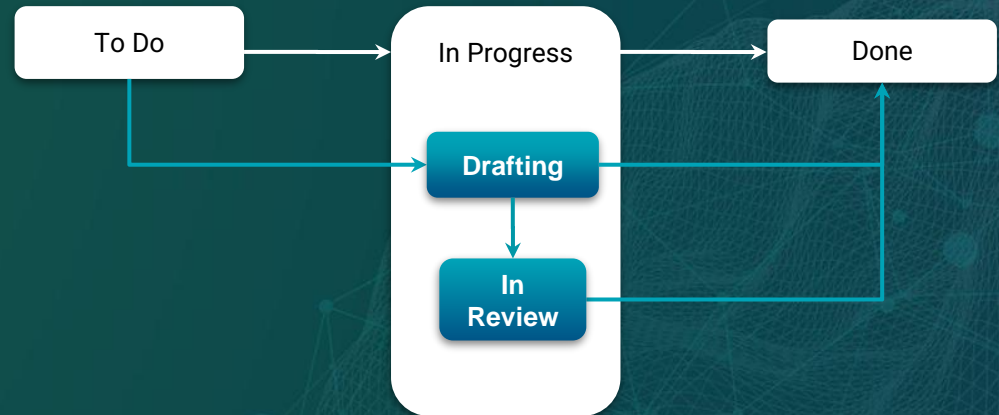 To Do
In Progress
Done
Drafting
In
Review